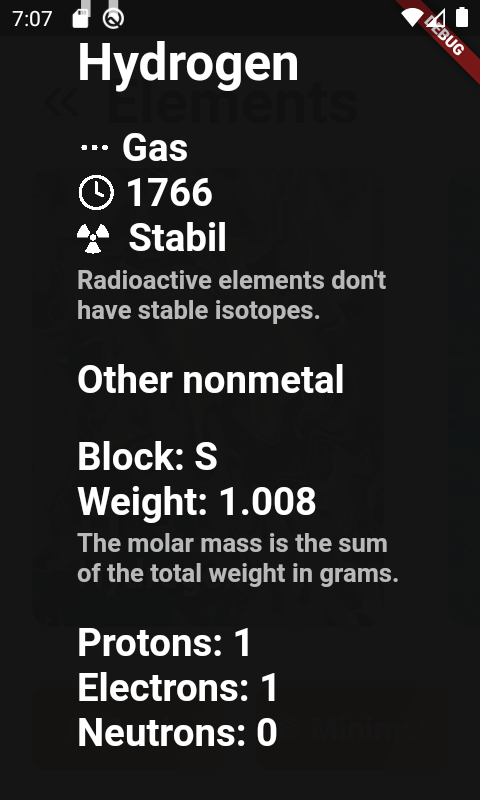 7:07
DEBUG
Hydrogen
Elements
Gas
1766
Stabil
Radioactive elements don't
have stable isotopes.
Other nonmetal
Block: S
Weight: 1.008
The molar mass is the sum
of the total weight in grams.
Protons: 1
Electrons: 1
Neutrons: 0